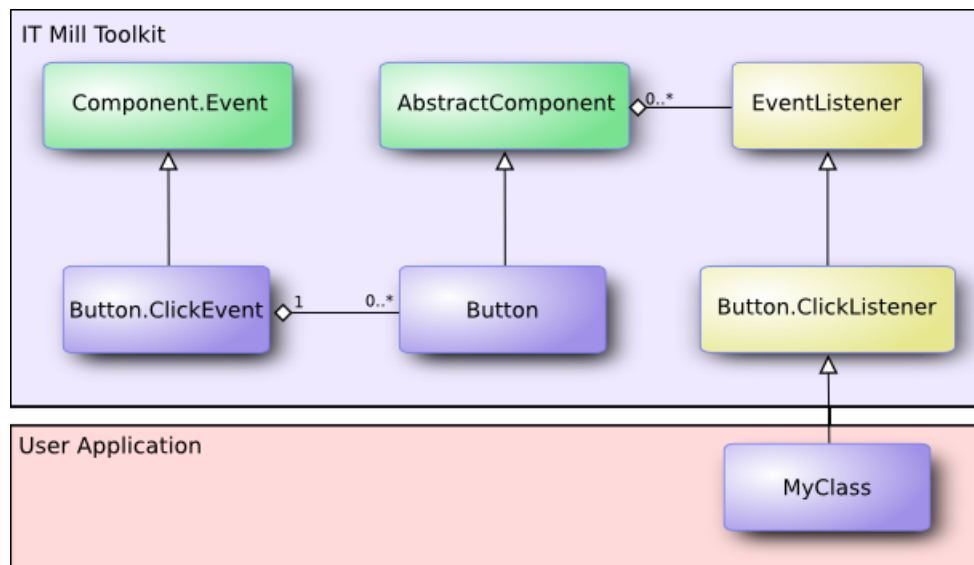 IT Mill Toolkit
Component.Event
AbstractComponent
0..*
EventListener
Button.ClickEvent
1
0..*
Button
Button.ClickListener
User Application
MyClass